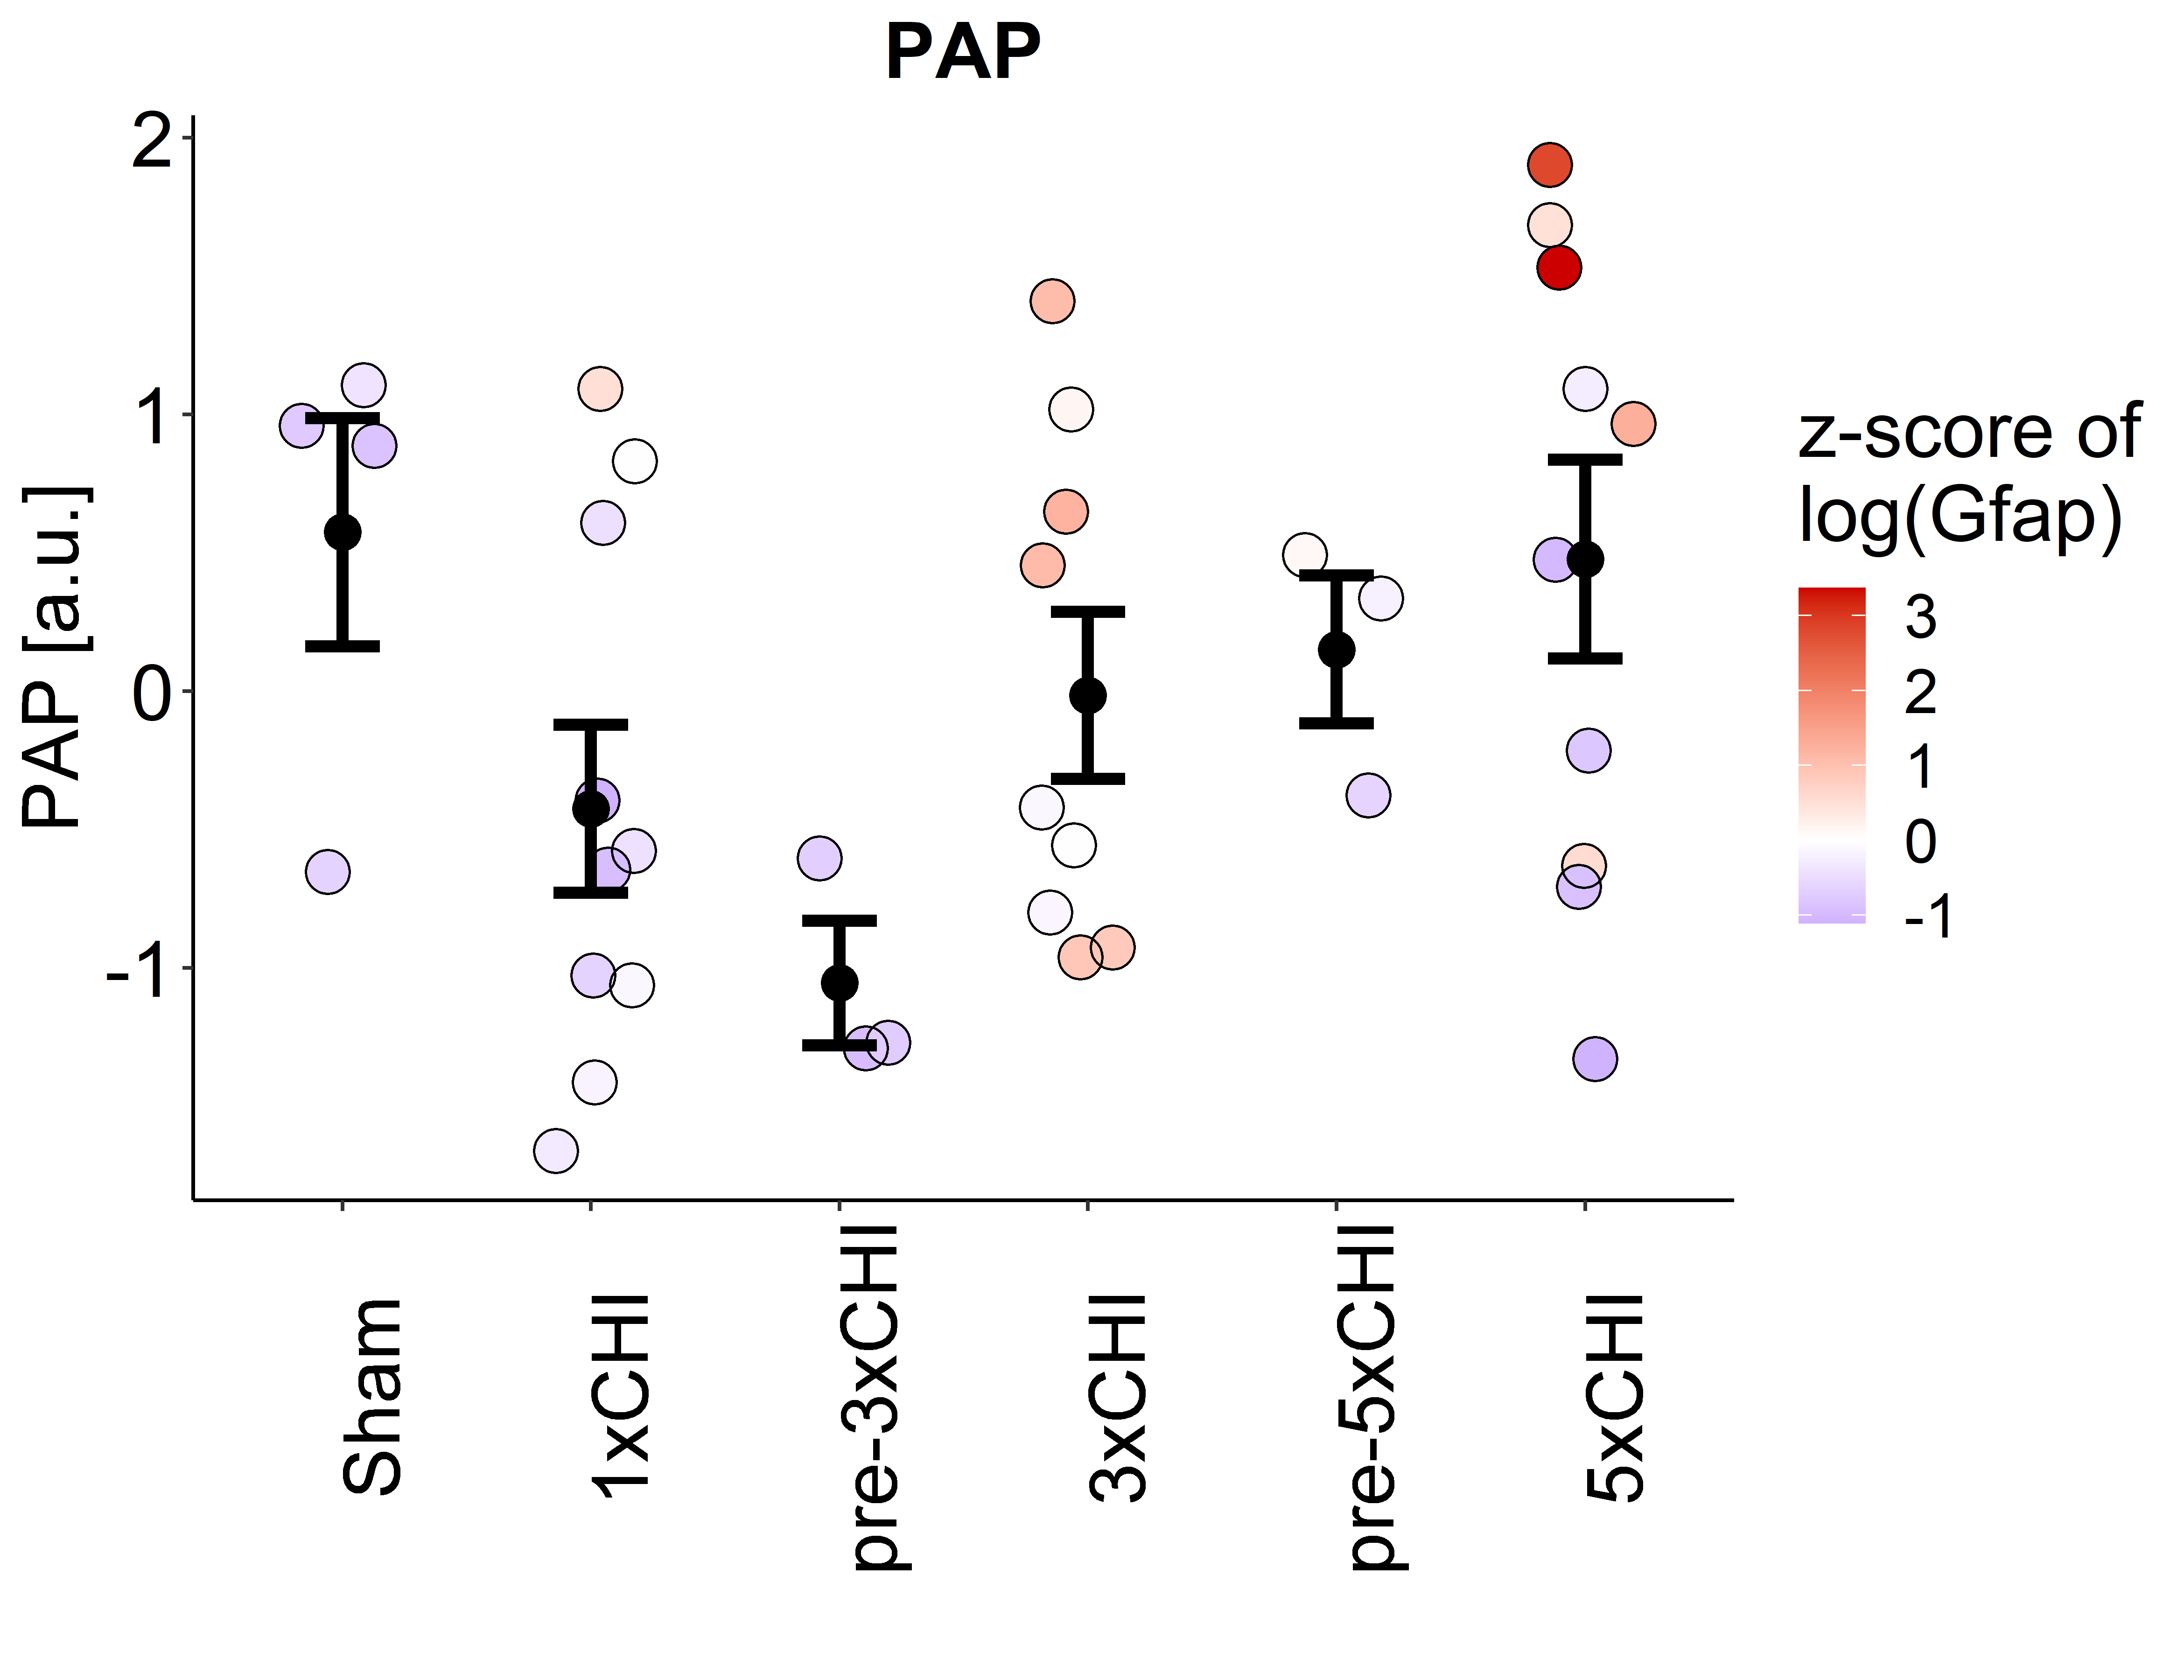 PAP
PAP [a.u.]
2
1
0
-1
Sham
1xCHI
pre-3xCHI
3xCHI
pre-5xCHI
5xCHI
z-score of
log(Gfap)
3
2
1
0
-1